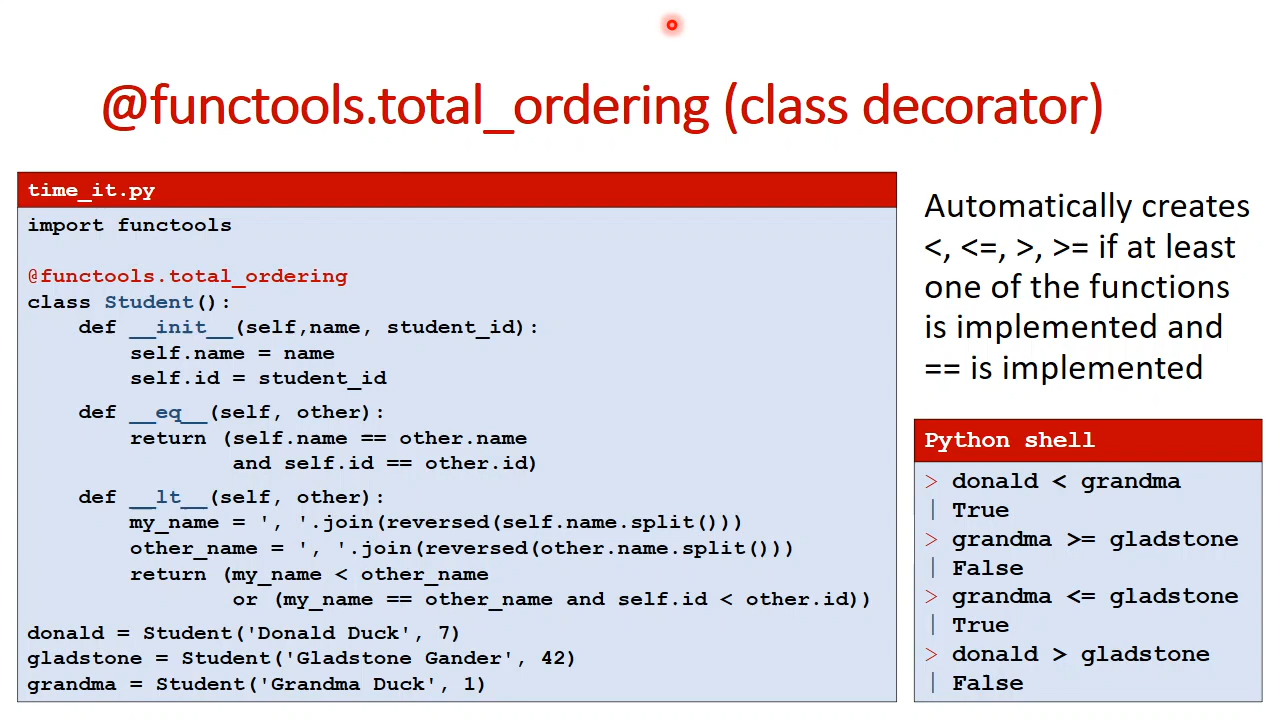 @functools.total_ordering (class decorator)
time_it.py
import functools
@functools.total_ordering
class Student():
    def __init__(self,name, student_id):
        self.name = name
        self.id = student_id
    def __eq__(self, other):
        return (self.name == other.name
                and self.id == other.id)
    def __lt__(self, other):
        my_name = ', '.join(reversed(self.name.split()))
        other_name = ', '.join(reversed(other.name.split()))
        return (my_name < other_name
                or (my_name == other_name and self.id < other.id))
donald = Student('Donald Duck', 7)
gladstone = Student('Gladstone Gander', 42)
grandma = Student('Grandma Duck', 1)
Automatically creates
<, <=, >, >= if at least
one of the functions
is implemented and
== is implemented
Python shell
> donald < grandma
| True
> grandma >= gladstone
| False
> grandma <= gladstone
| True
> donald > gladstone
| False